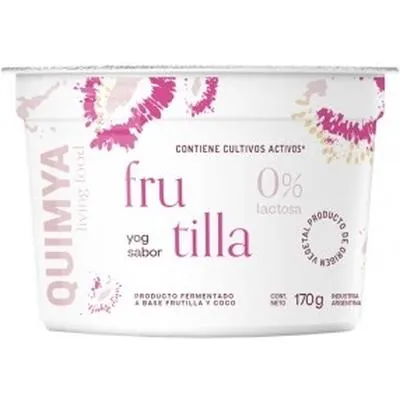 QUIMYA
living food
CONTIENE CULTIVOS ACTIVOS*
fru
tilla
yog
sabor
0%
lactosa
PRODUCTO DE ORIGEN VEGETAL
PRODUCTO FERMENTADO
A BASE FRUTILLA Y COCO
CONT.
NETO
170g
INDUSTRIA
ARGENTINA